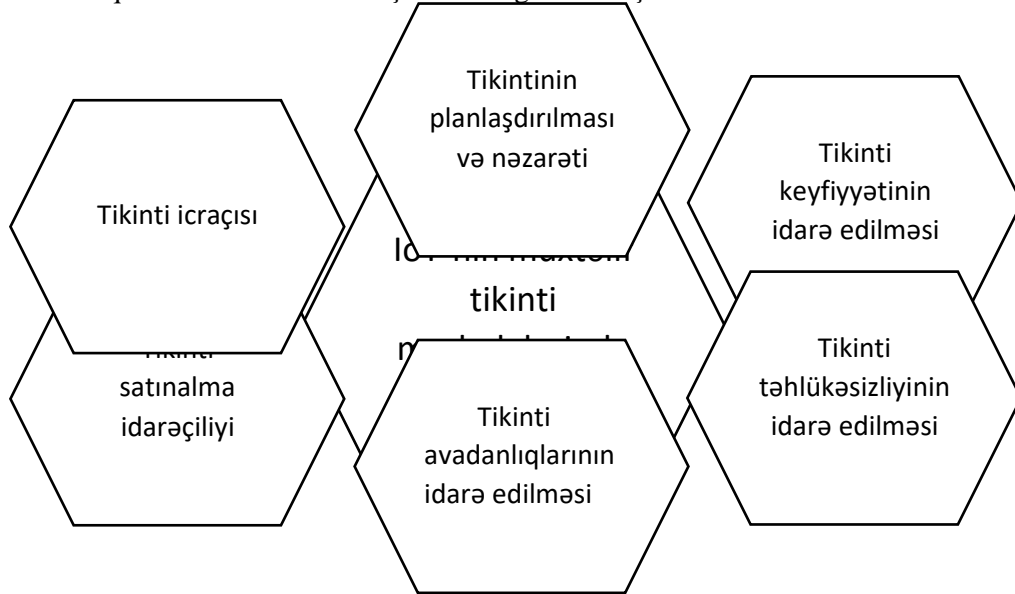 Tikintinin
planlaşdırılması
və nəzarəti
Tikinti
keyfiyyətinin
idarə edilməsi
Tikinti icraçısı
tikinti
satınalma
idarəçiliyi
Tikinti
avadanlıqlarının
idarə edilməsi
Tikinti
təhlükəsizliyinin
idarə edilməsi